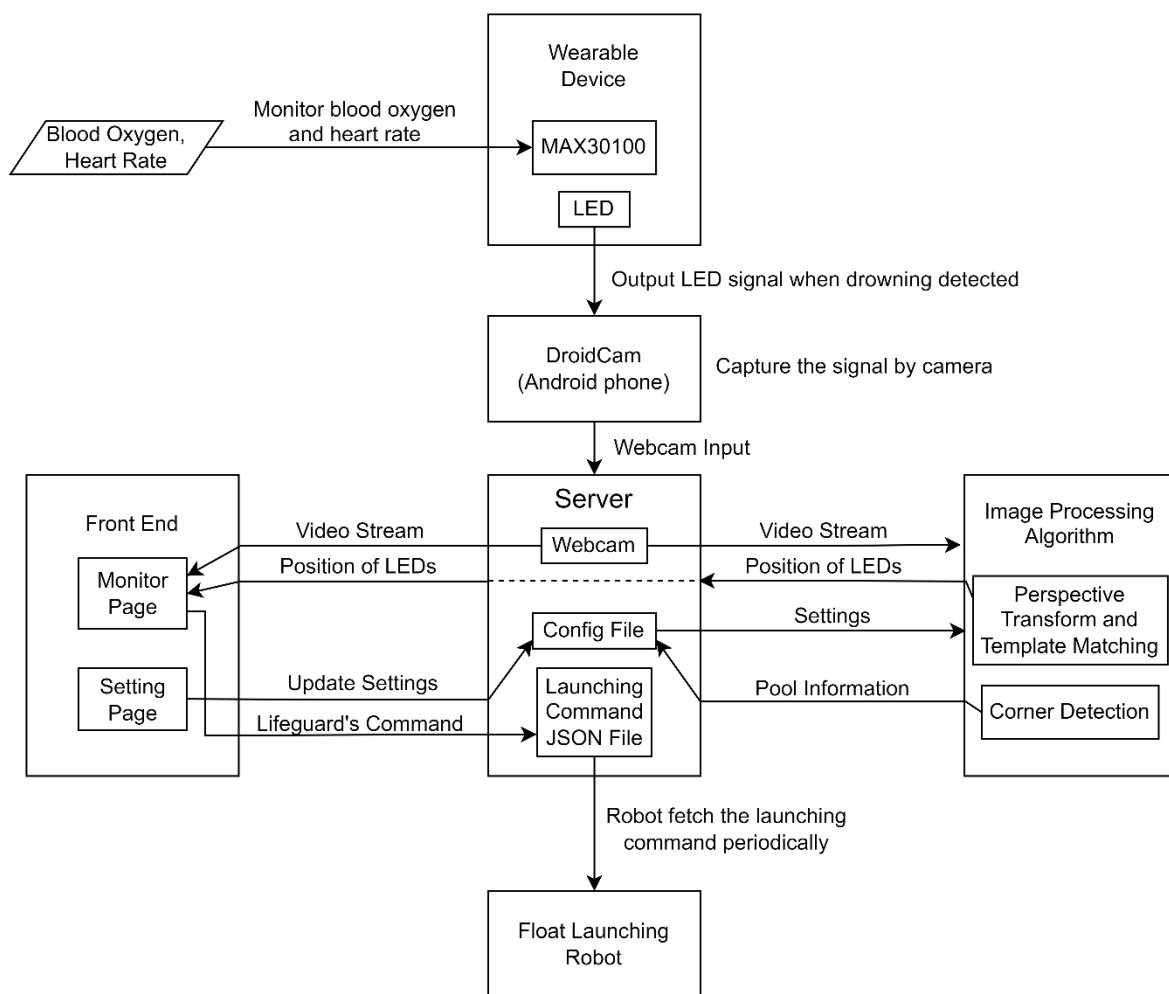 Wearable
Device
Monitor blood oxygen
and heart rate
Blood Oxygen,
Heart Rate
MAX30100
LED
Output LED signal when drowning detected
DroidCam
(Android phone)
Capture the signal by camera
Webcam Input
Front End
Server
Image Processing
Algorithm
Video Stream
Webcam
Video Stream
Monitor
Page
Position of LEDs
Position of LEDs
Perspective
Transform and
Template Matching
Config File
Settings
Setting
Page
Update Settings
Launching
Command
JSON File
Pool Information
Corner Detection
Lifeguard's Command
Robot fetch the launching
command periodically
Float Launching
Robot